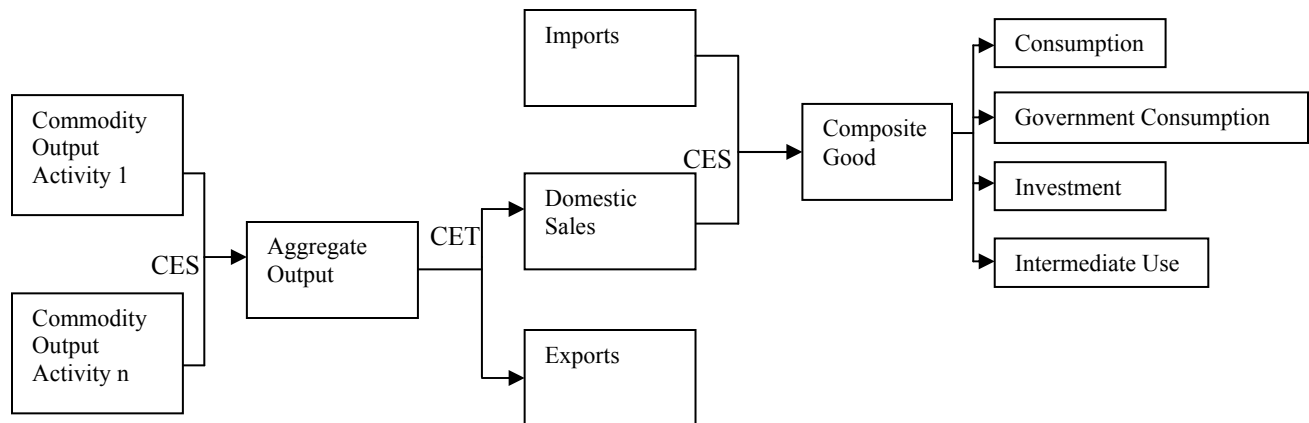 Commodity
Output
Activity 1
CES
Commodity
Output
Activity n
Aggregate
Output
CET
Imports
Domestic
Sales
Exports
CES
Composite
Good
Consumption
Government Consumption
Investment
Intermediate Use